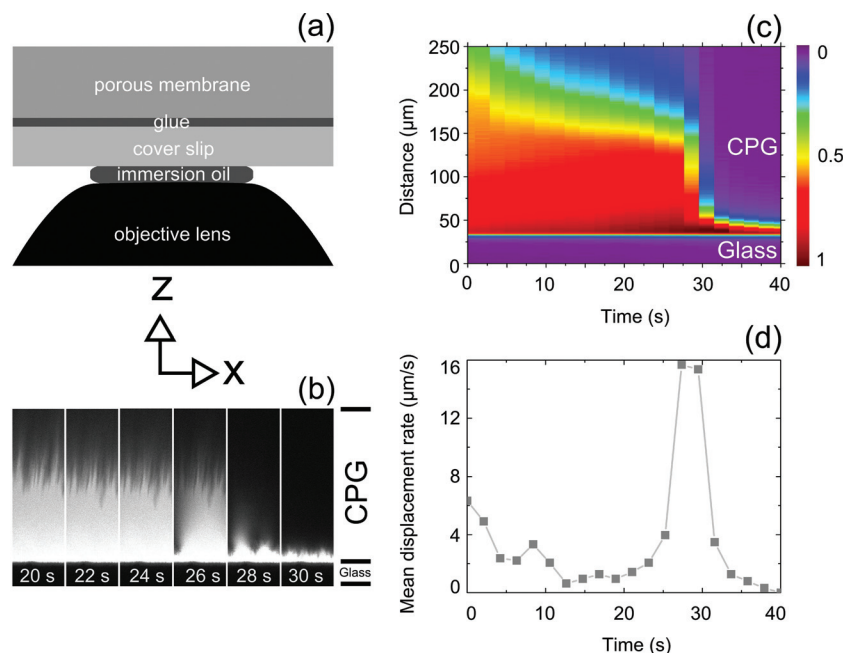 (a)
porous membrane
glue
cover slip
immersion oil
objective lens
Z
X
(b)
20 s 22 s 24 s 26 s 28 s 30 s
CPG
Glass
(c)
Distance (µm)
250
200
150
100
50
0
CPG
Glass
0
0.5
1
0 10 20 30 40
Time (s)
(d)
Mean displacement rate (µm/s)
16
12
8
4
0
0 10 20 30 40
Time (s)